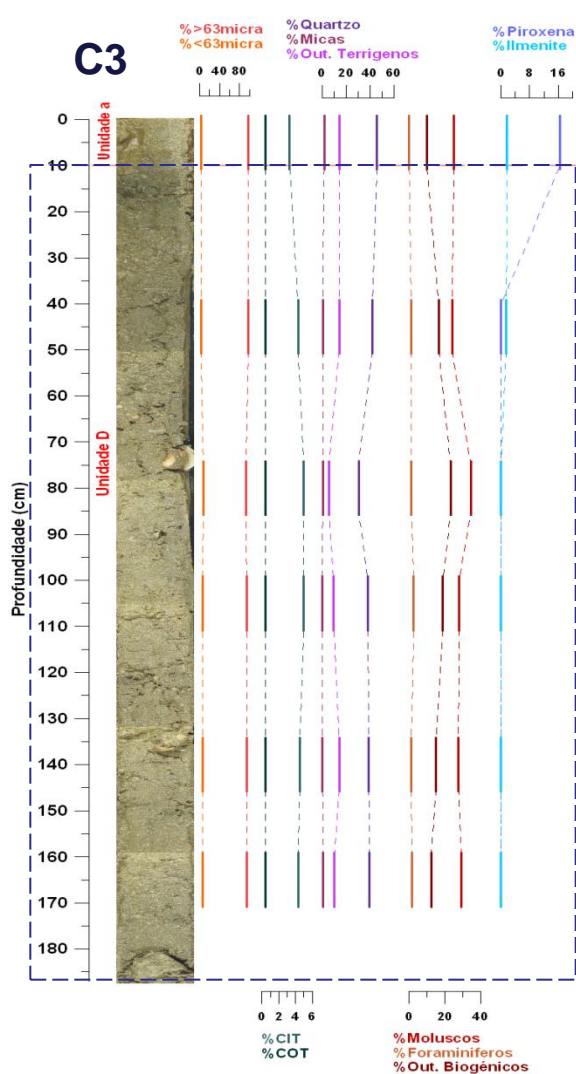 C3
%>63micra
%<63micra
0 40 80
%Quartzo
%Micas
%Out. Terrígenos
0 20 40 60
%Piroxena
%Ilmenite
0 8 16
Profundidade (cm)
0
10
20
30
40
50
60
70
80
90
100
110
120
130
140
150
160
170
180
Unidade a
Unidade D
0 2 4 6
%CIT
%COT
0 20 40
%Moluscos
%Foraminiferos
%Out. Biogénicos